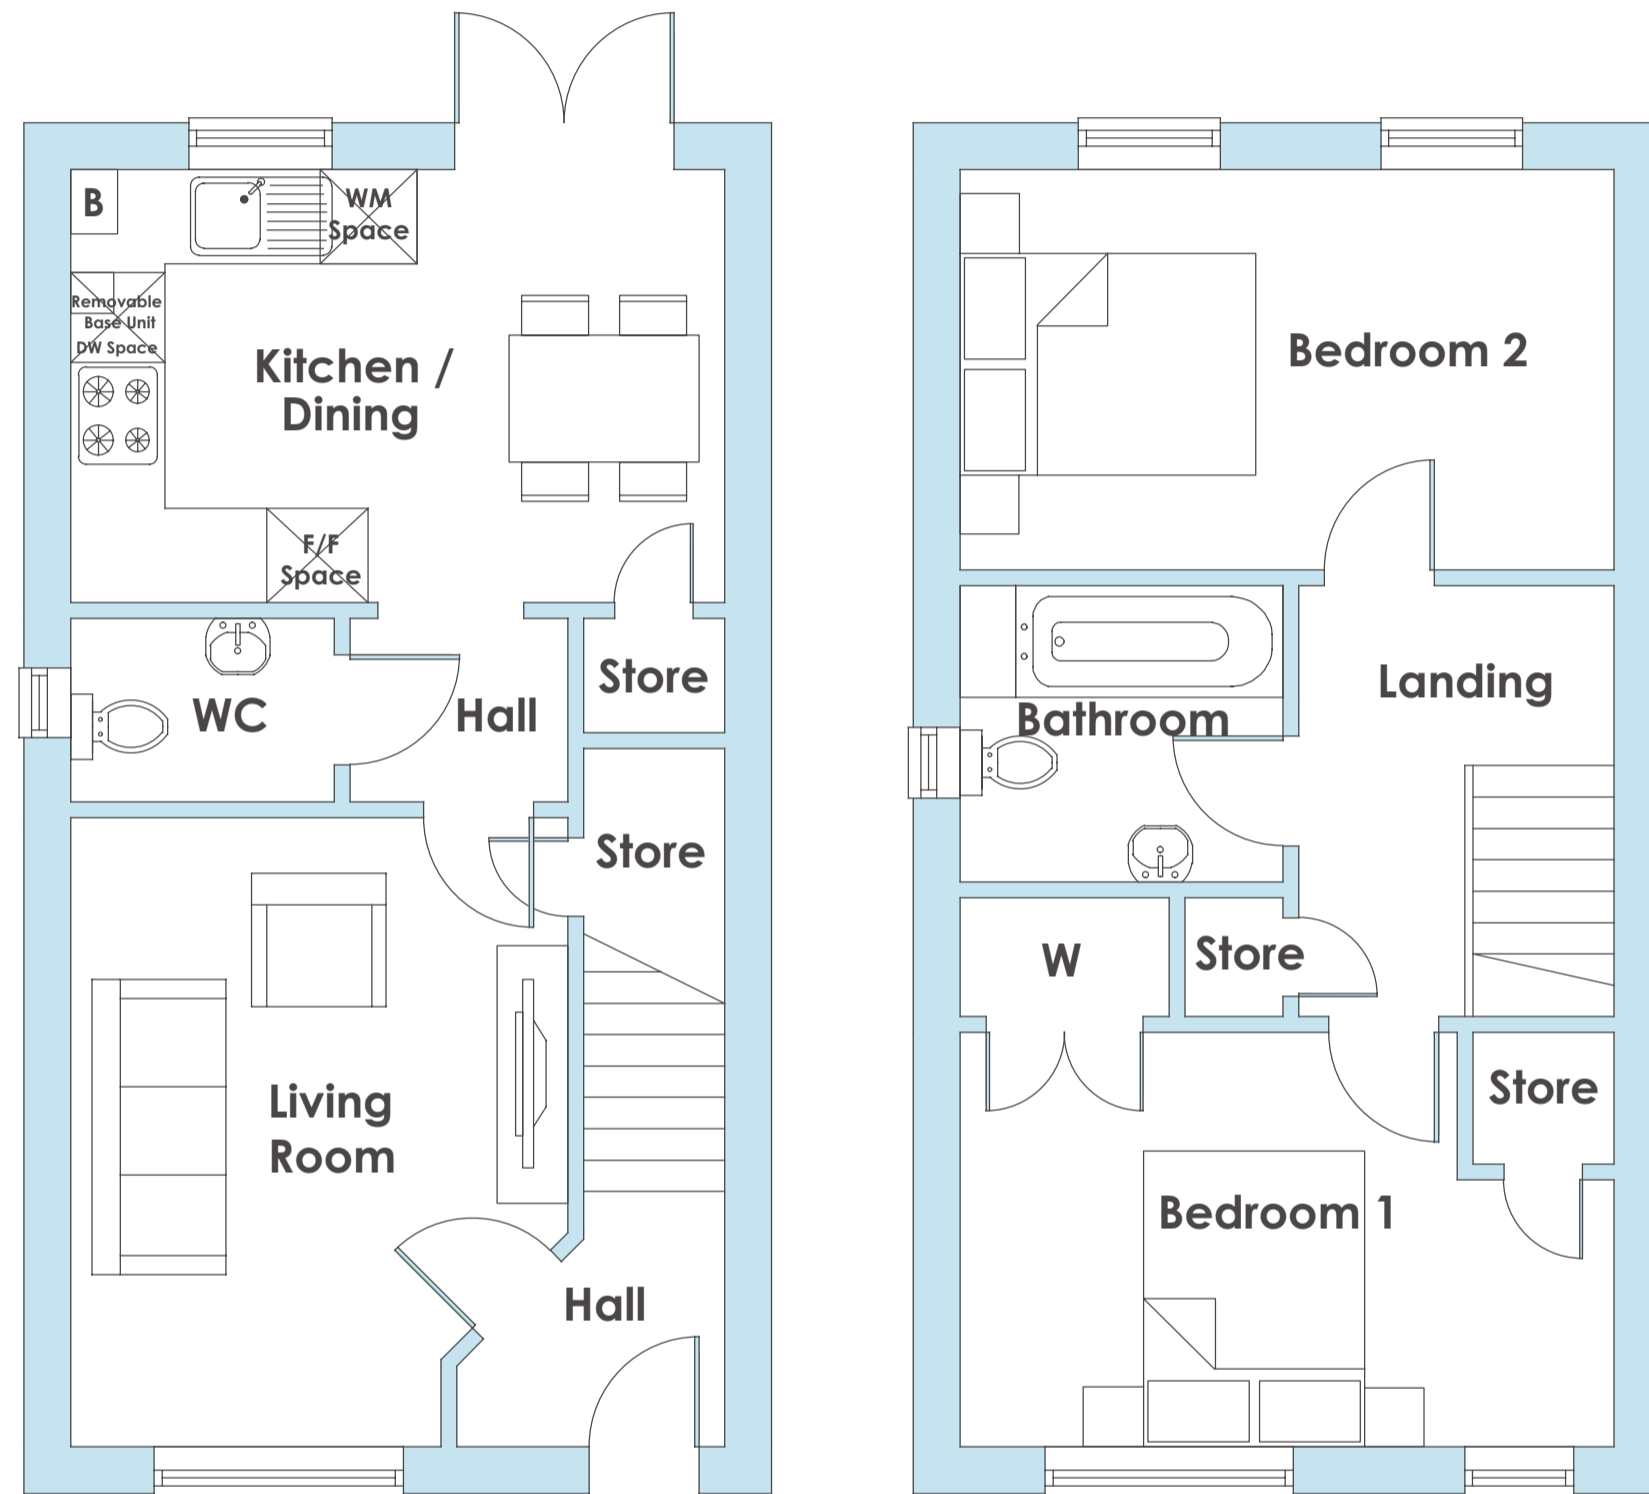 B
WM
Space
Removable
Base Unit
DW Space
Kitchen /
Dining
F/F
Space
WC
Hall
Store
Store
Living
Room
Hall
Bedroom 2
Bathroom
Landing
W
Store
Store
Bedroom 1